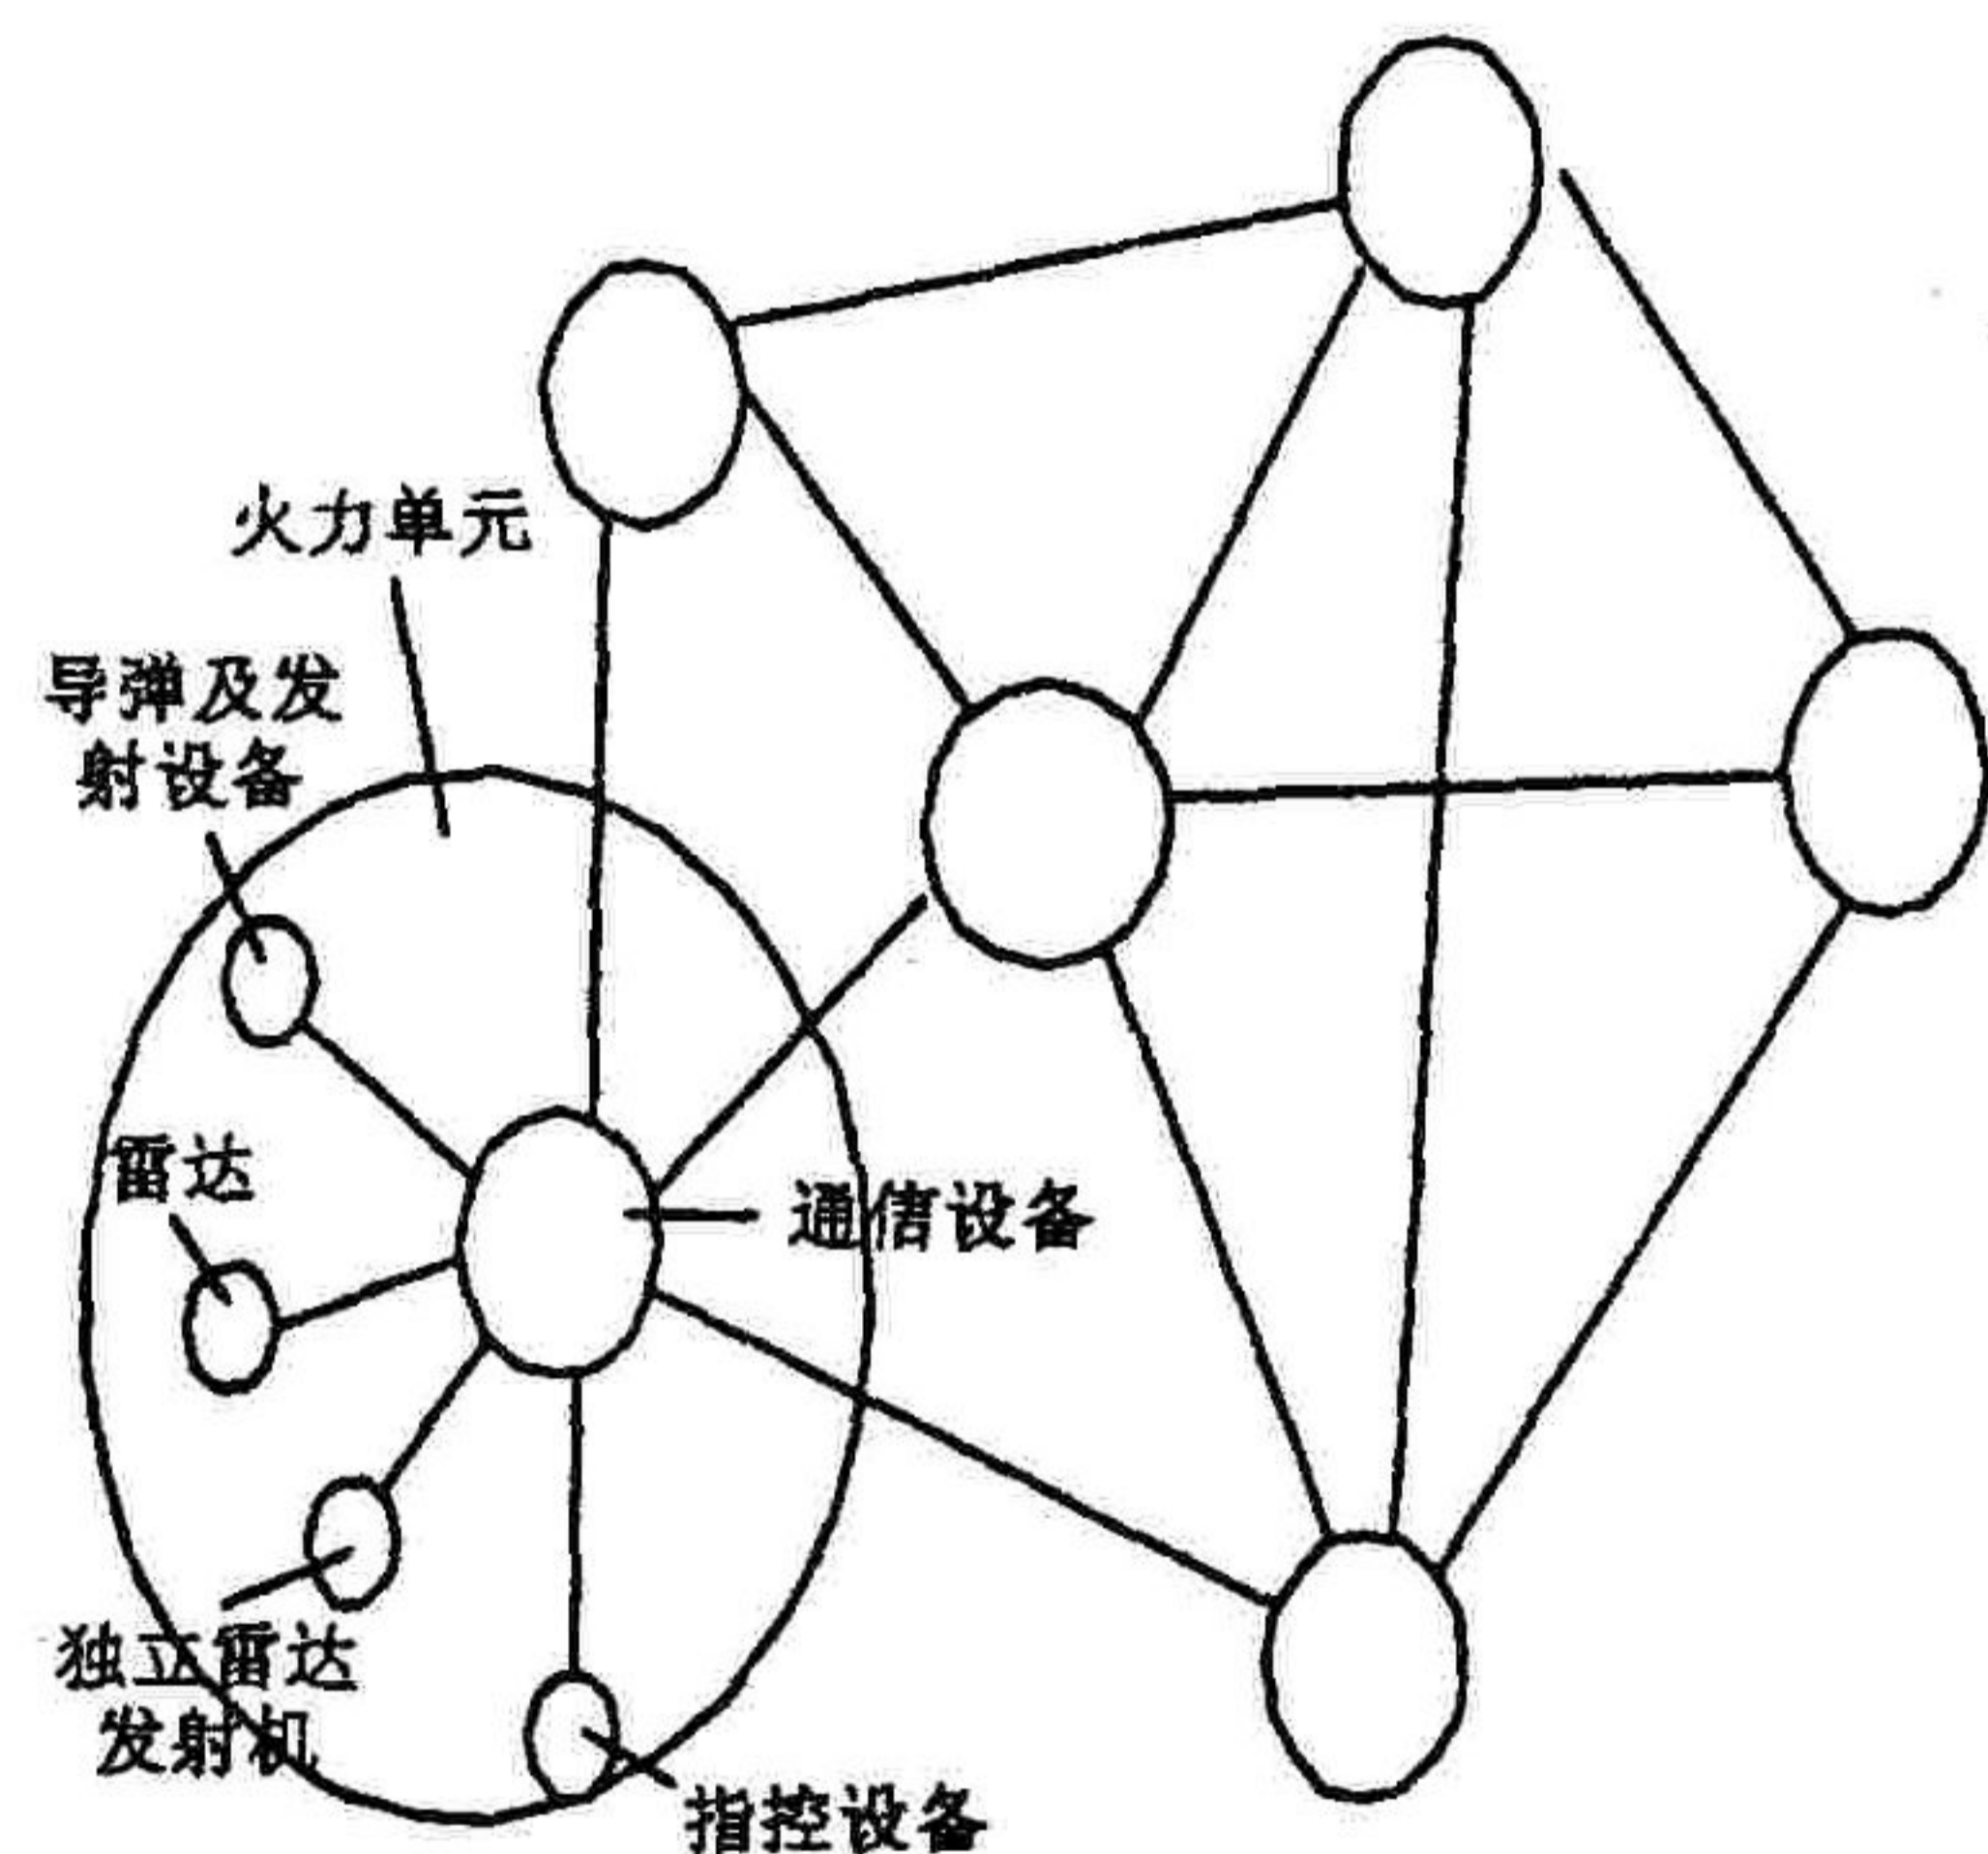 火力单元
导弹及发
射设备
雷达
通信设备
独立雷达
发射机
指控设备